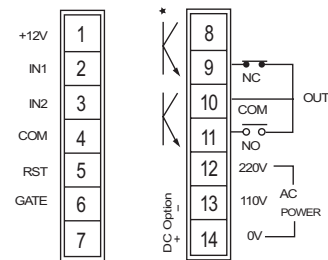 +12V 1
IN1 2
IN2 3
COM 4
RST 5
GATE 6
7
* 8
9 NC
10 COM OUT
11 NO
12 220V
13 110V AC POWER
14 0V
DC Option - +